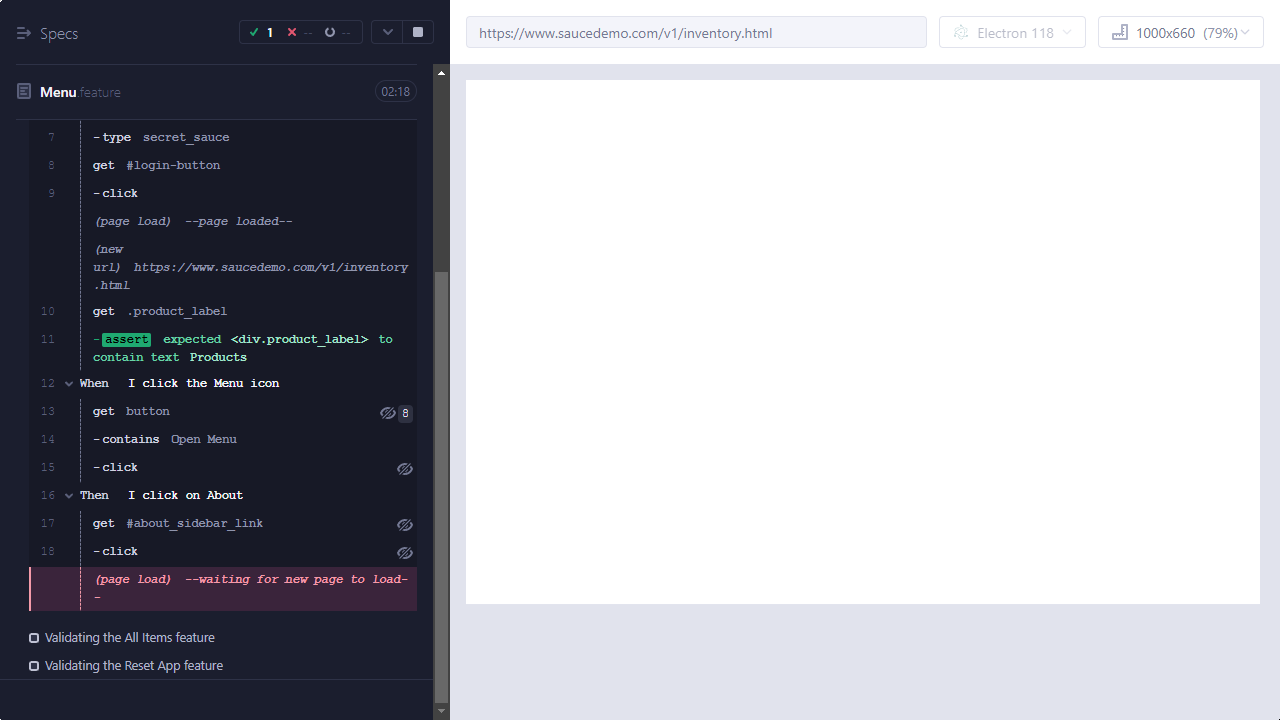 Specs
1 -- --
https://www.saucedemo.com/v1/inventory.html
Electron 118
1000x660 (79%)
Menu.feature
02:18
7 -type secret_sauce
8 get #login-button
9 -click
(page load) --page loaded--
(new
url) https://www.saucedemo.com/v1/inventory
.html
10 get .product_label
11 -assert expected <div.product_label> to
contain text Products
12 When I click the Menu icon
13 get button 8
14 -contains Open Menu
15 -click
16 Then I click on About
17 get #about_sidebar_link
18 -click
(page load) --waiting for new page to load-
-
Validating the All Items feature
Validating the Reset App feature